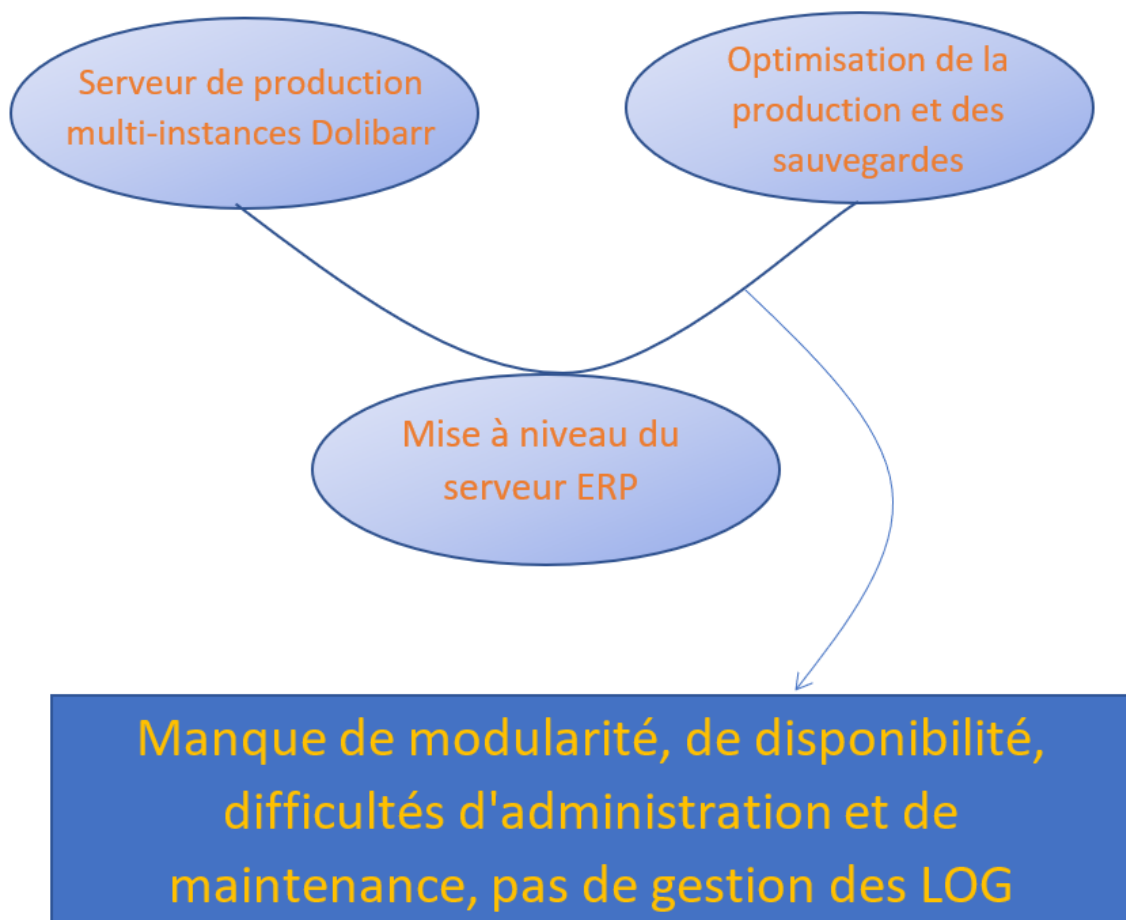 Serveur de production
multi-instances Dolibarr
Optimisation de la
production et des
sauvegardes
Mise à niveau du
serveur ERP
Manque de modularité, de disponibilité,
difficultés d'administration et de
maintenance, pas de gestion des LOG